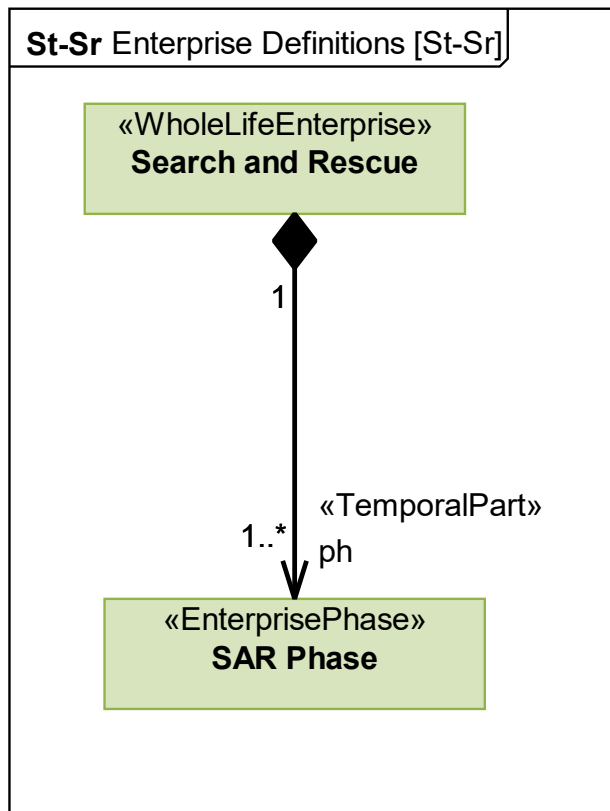 St-Sr Enterprise Definitions [St-Sr]
«WholeLifeEnterprise»
Search and Rescue
1
«TemporalPart»
1..*
ph
«EnterprisePhase»
SAR Phase